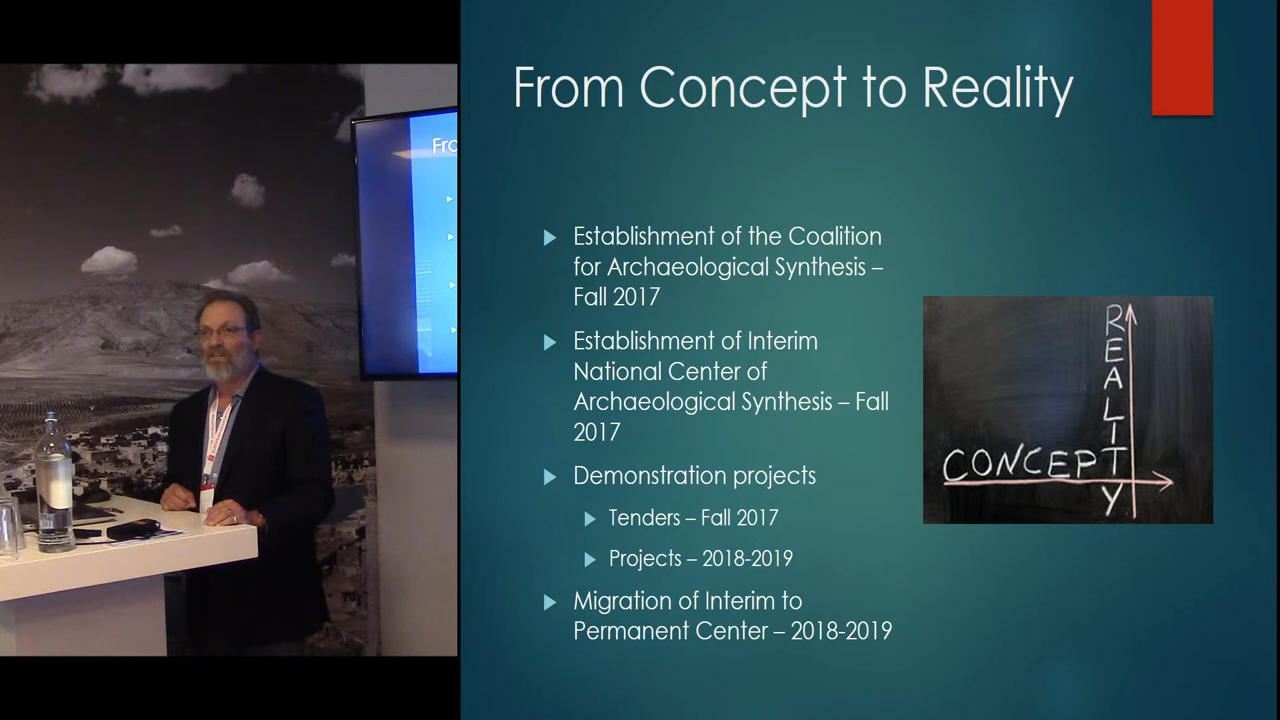 From Concept to Reality
Establishment of the Coalition
for Archaeological Synthesis –
Fall 2017
Establishment of Interim
National Center of
Archaeological Synthesis – Fall
2017
Demonstration projects
Tenders – Fall 2017
Projects – 2018-2019
Migration of Interim to
Permanent Center – 2018-2019
CONCEPT
REALITY
Fro